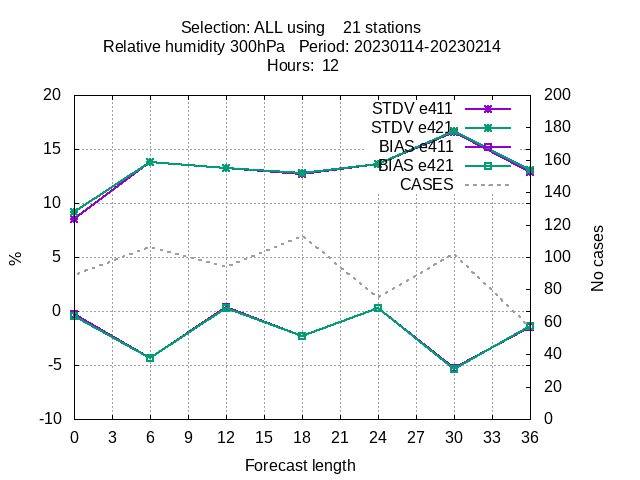 Selection: ALL using    21 stations
Relative humidity 300hPa   Period: 20230114-20230214
Hours:  12
20
15
10
5
0
-5
-10
%
200
180
160
140
120
100
80
60
40
20
0
No cases
STDV e411
STDV e421
BIAS e411
BIAS e421
CASES
0 3 6 9 12 15 18 21 24 27 30 33 36
Forecast length